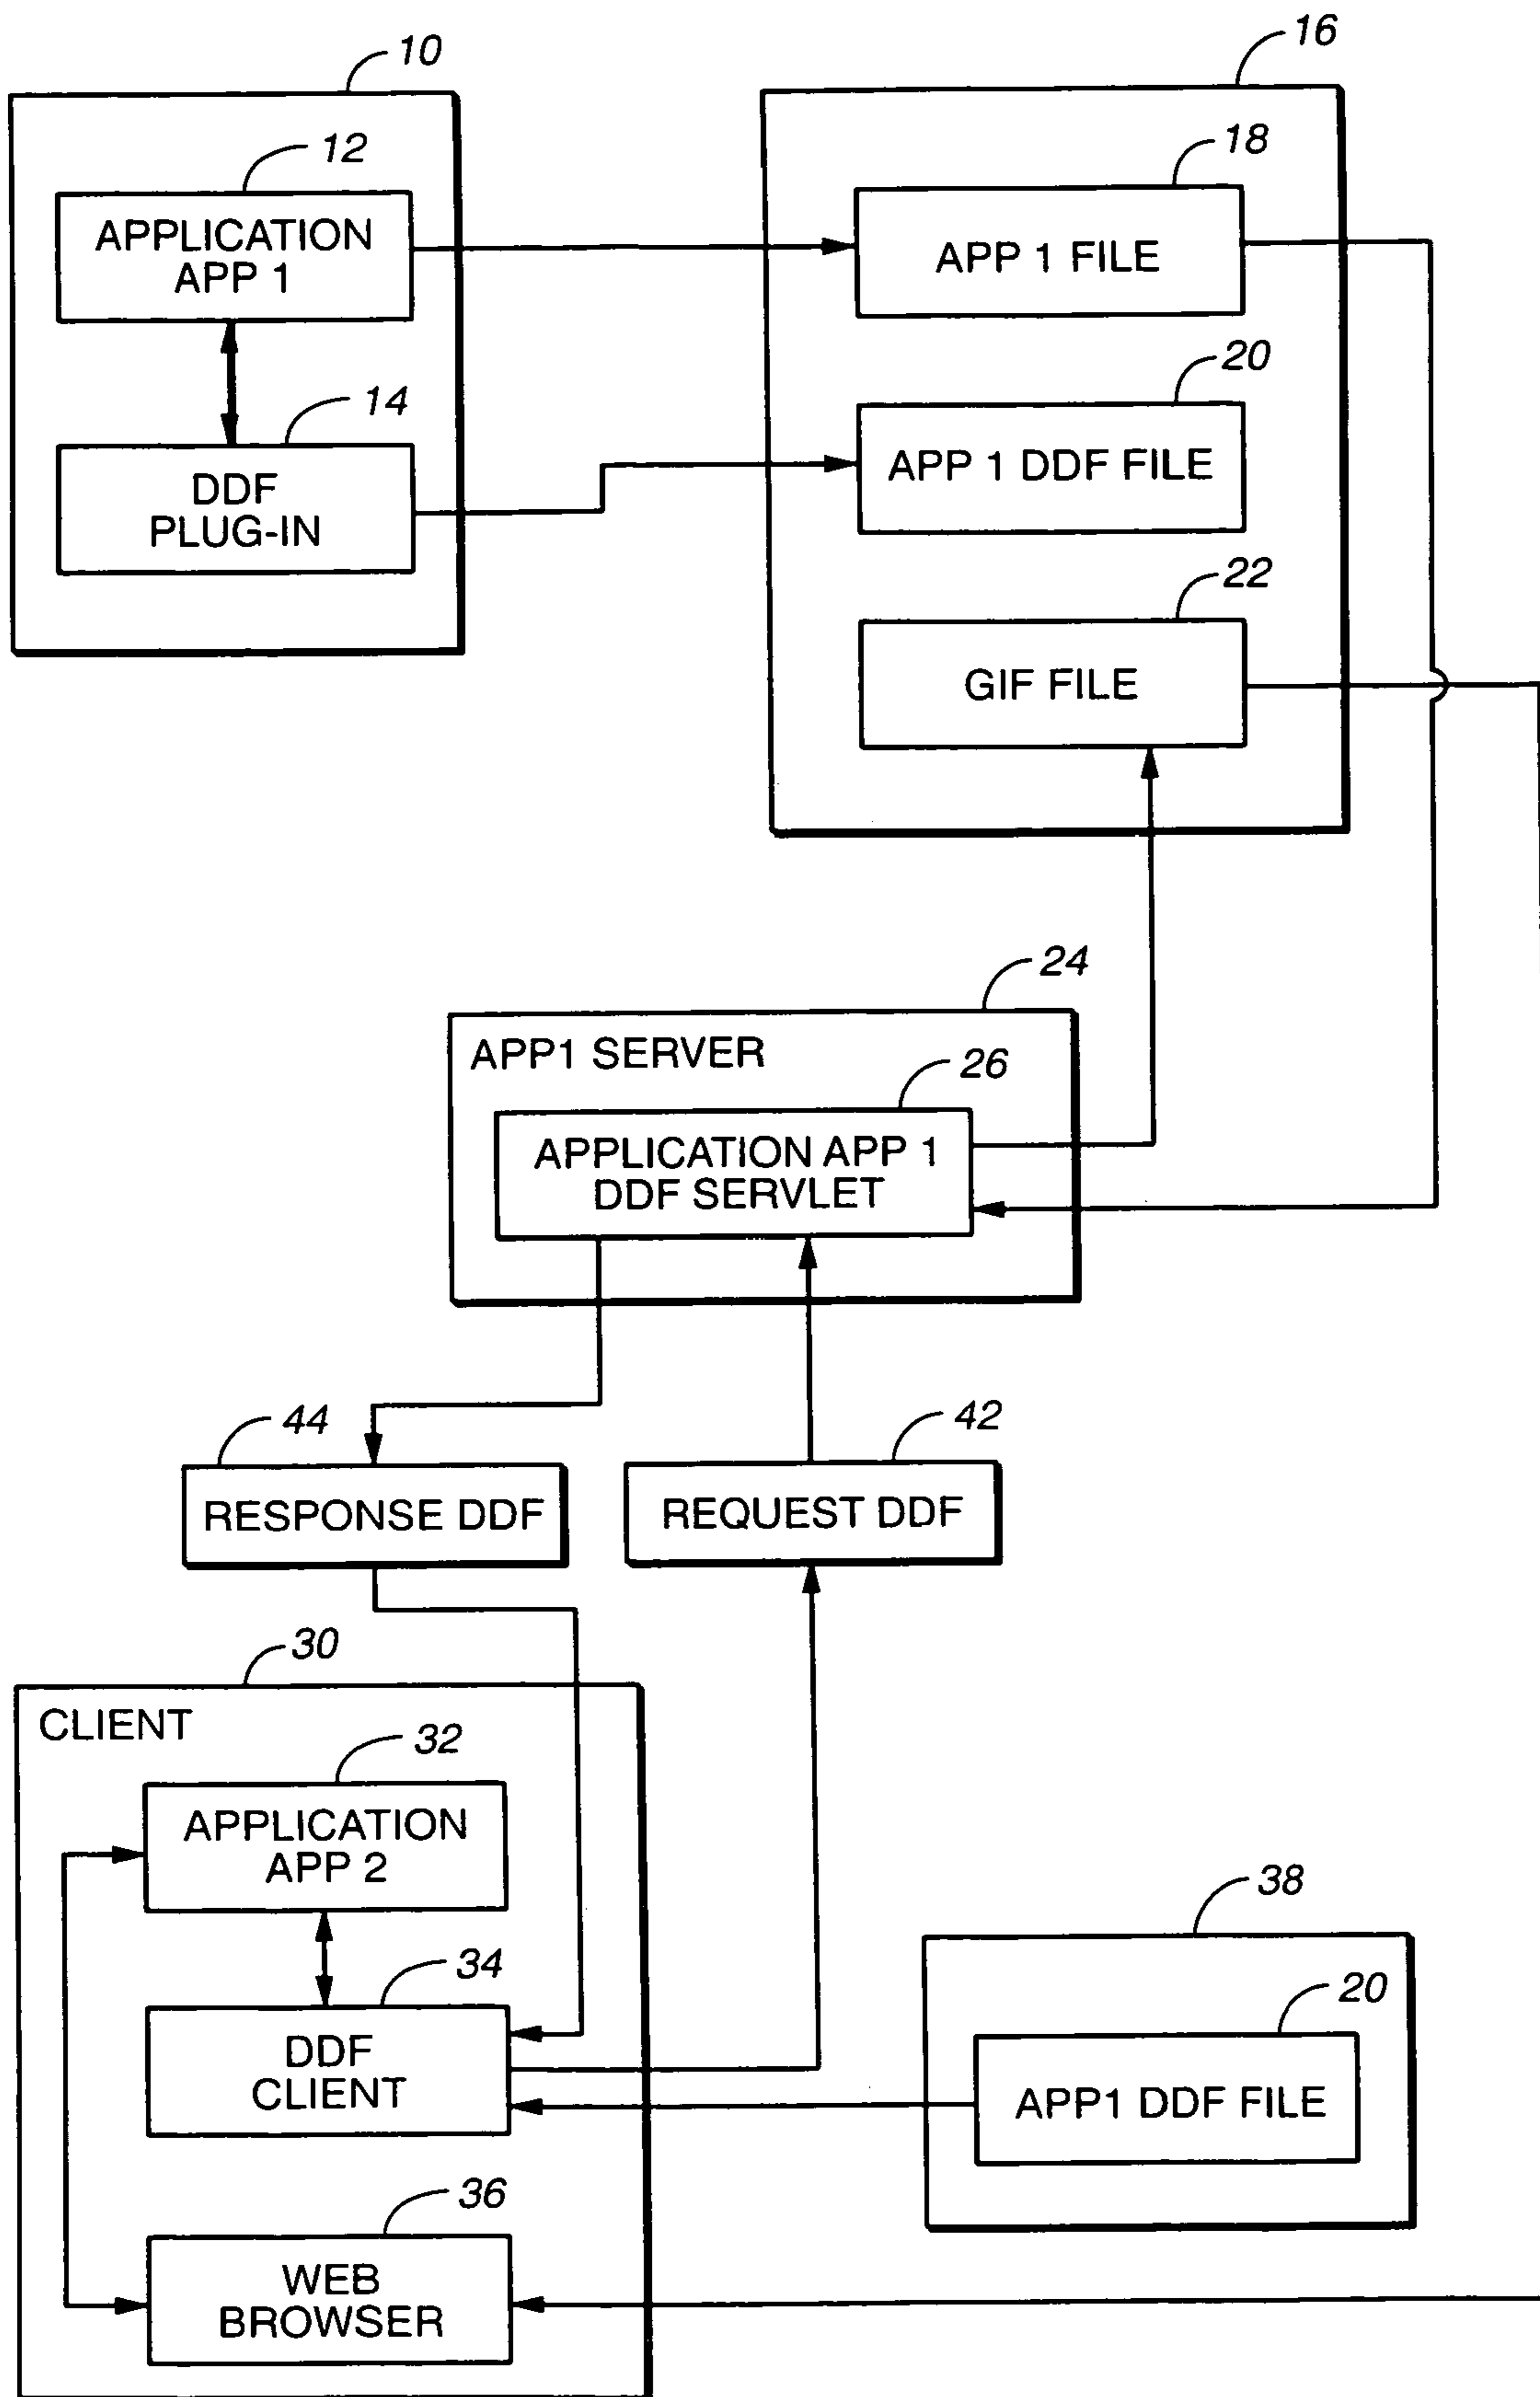 10
16
12
18
APPLICATION
APP 1
APP 1 FILE
20
14
APP 1 DDF FILE
DDF
PLUG-IN
22
GIF FILE
24
APP1 SERVER
26
APPLICATION APP 1
DDF SERVLET
44
42
RESPONSE DDF
REQUEST DDF
30
CLIENT
32
APPLICATION
APP 2
38
34
20
DDF
CLIENT
APP1 DDF FILE
36
WEB
BROWSER